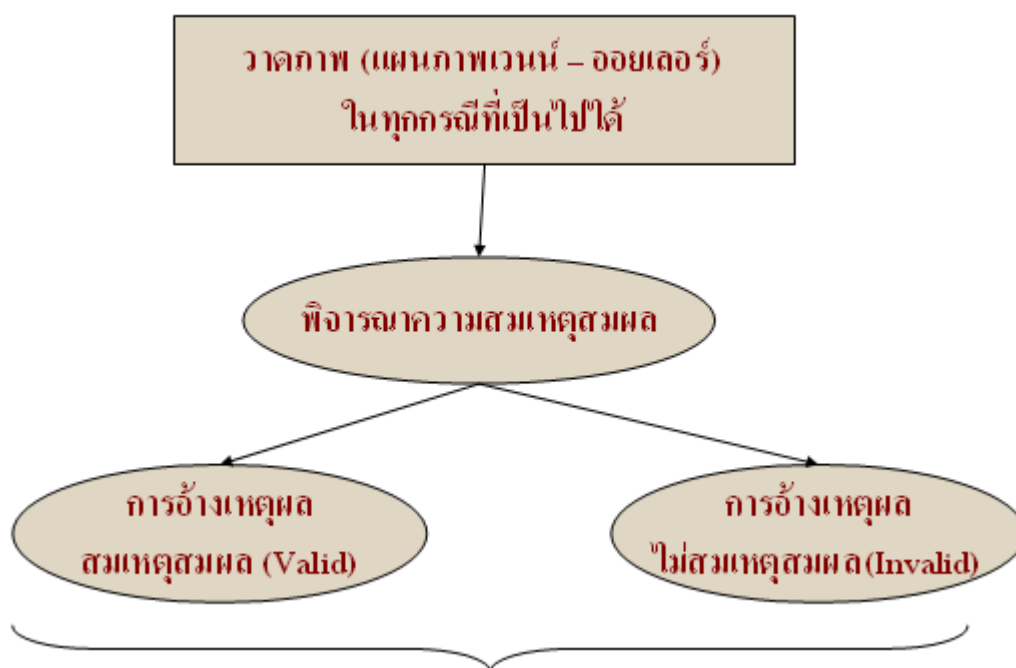 วาดภาพ (แผนภาพเวนน์ – ออยเลอร์)
ในทุกกรณีที่เป็นไปได้
พิจารณาความสมเหตุสมผล
การอ้างเหตุผล
สมเหตุสมผล (Valid)
การอ้างเหตุผล
ไม่สมเหตุสมผล(Invalid)